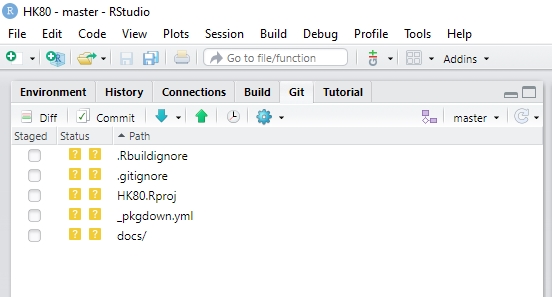 R HK80 - master - RStudio
File Edit Code View Plots Session Build Debug Profile Tools Help
R Go to file/function Addins
Environment History Connections Build Git Tutorial
Diff Commit master
Staged Status Path
? ? .Rbuildignore
? ? .gitignore
? ? HK80.Rproj
? ? _pkgdown.yml
? ? docs/